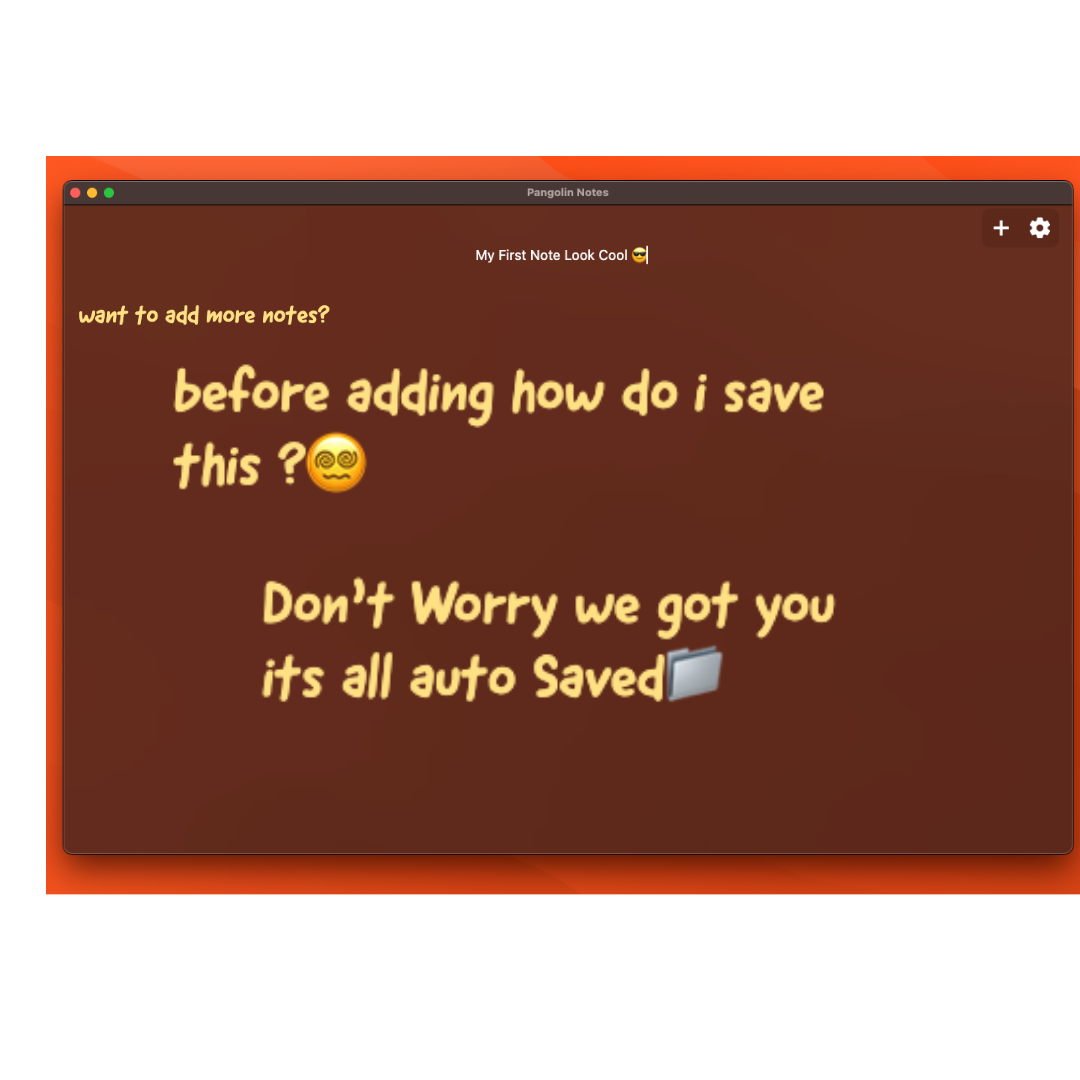 Pangolin Notes
My First Note Look Cool 😎
want to add more notes?
before adding how do i save
this ?😵‍💫
Don't Worry we got you
its all auto Saved📁